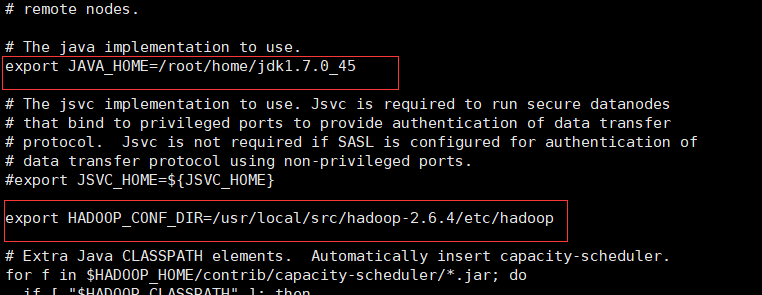 # remote nodes.
# The java implementation to use.
export JAVA_HOME=/root/home/jdk1.7.0_45
# The jsvc implementation to use. Jsvc is required to run secure datanodes
# that bind to privileged ports to provide authentication of data transfer
# protocol.  Jsvc is not required if SASL is configured for authentication of
# data transfer protocol using non-privileged ports.
#export JSVC_HOME=${JSVC_HOME}
export HADOOP_CONF_DIR=/usr/local/src/hadoop-2.6.4/etc/hadoop
# Extra Java CLASSPATH elements.  Automatically insert capacity-scheduler.
for f in $HADOOP_HOME/contrib/capacity-scheduler/*.jar; do
  if [ "$HADOOP_CLASSPATH" ]; then